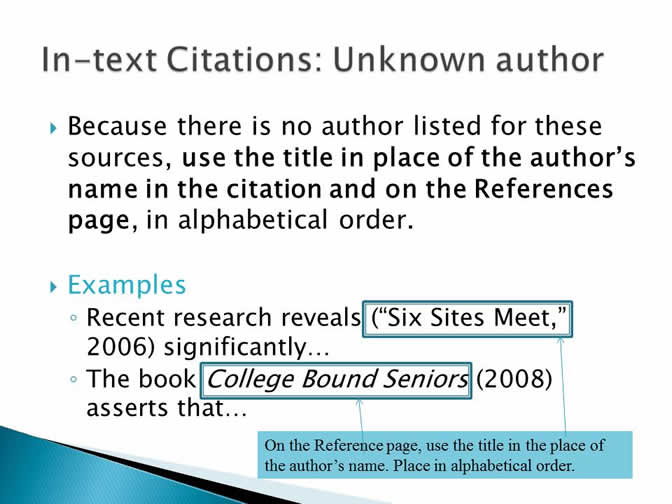 In-text Citations: Unknown author
Because there is no author listed for these
sources, use the title in place of the author's
name in the citation and on the References
page, in alphabetical order.
Examples
Recent research reveals (“Six Sites Meet,”
2006) significantly…
The book College Bound Seniors (2008)
asserts that…
On the Reference page, use the title in the place of
the author's name. Place in alphabetical order.